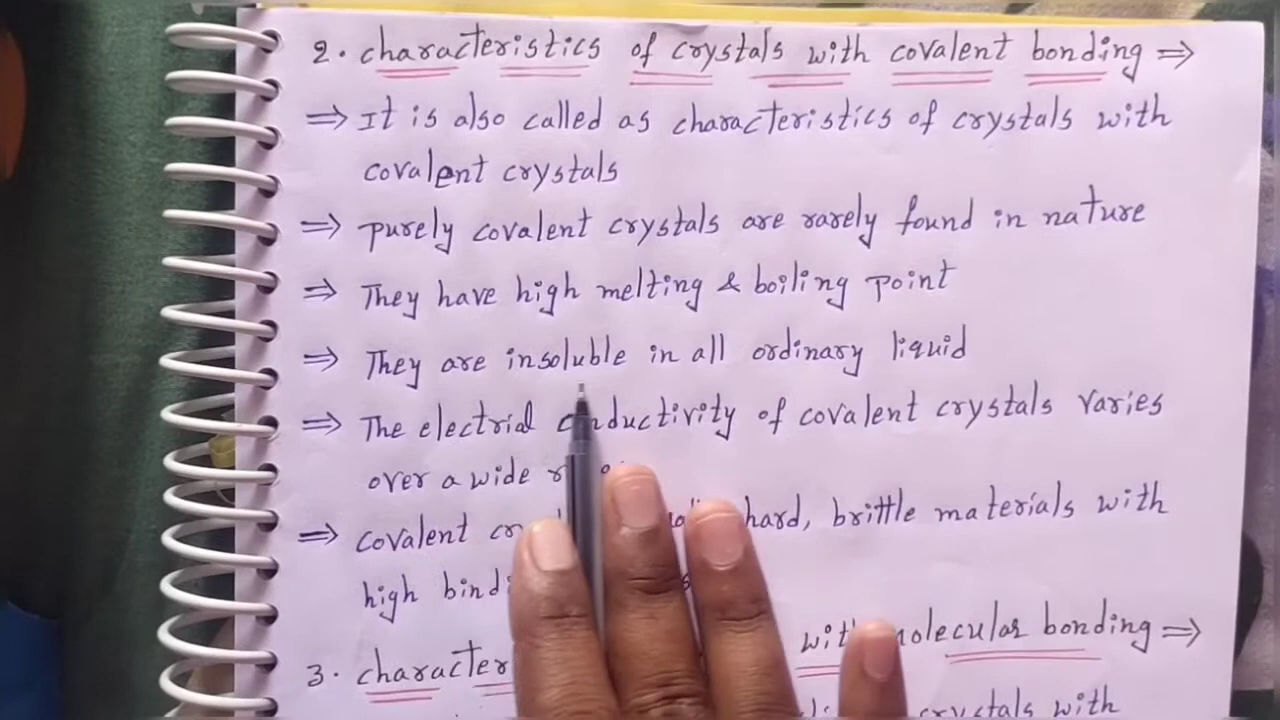 2. characteristics of crystals with covalent bonding ⇒
⇒ It is also called as characteristics of crystals with
covalent crystals
⇒ purely covalent crystals are rarely found in nature
⇒ They have high melting & boiling point
⇒ They are insoluble in all ordinary liquid
⇒ The electrial conductivity of covalent crystals varies
over a wide
⇒ covalent hard, brittle materials with
high
3. with molecular bonding ⇒
crystals with